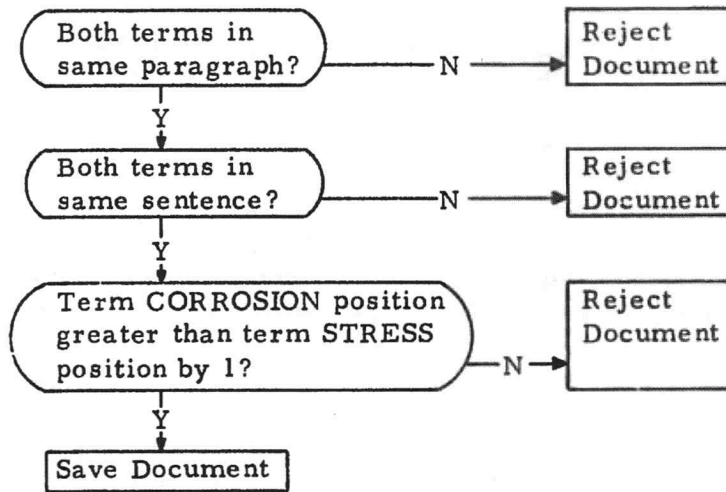 Both terms in
same paragraph?
N
Reject
Document
Y
Both terms in
same sentence?
N
Reject
Document
Y
Term CORROSION position
greater than term STRESS
position by 1?
N
Reject
Document
Y
Save Document